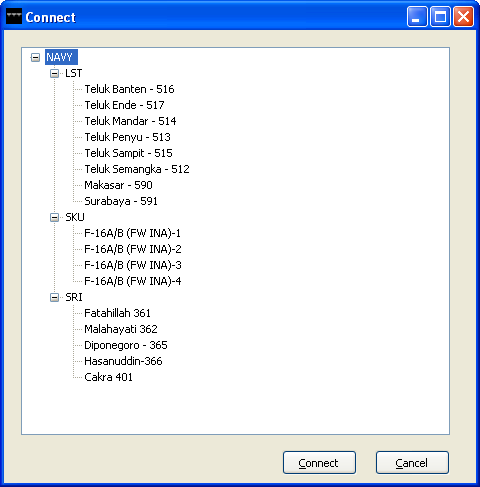 Connect
NAVY
LST
Teluk Banten - 516
Teluk Ende - 517
Teluk Mandar - 514
Teluk Penyu - 513
Teluk Sampit - 515
Teluk Semangka - 512
Makasar - 590
Surabaya - 591
SKU
F-16A/B (FW INA)-1
F-16A/B (FW INA)-2
F-16A/B (FW INA)-3
F-16A/B (FW INA)-4
SRI
Fatahillah 361
Malahayati 362
Diponegoro - 365
Hasanuddin-366
Cakra 401
Connect Cancel